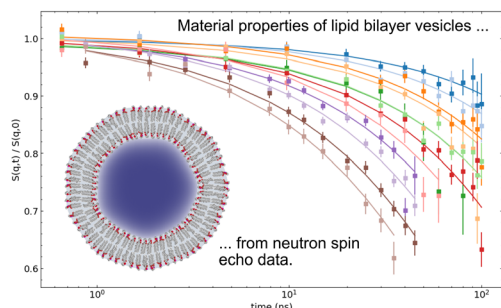 Material properties of lipid bilayer vesicles ...
1.0
0.9
0.8
0.7
0.6
S(q,t) / S(q,0)
... from neutron spin
echo data.
10⁰
10¹
10²
time (ns)